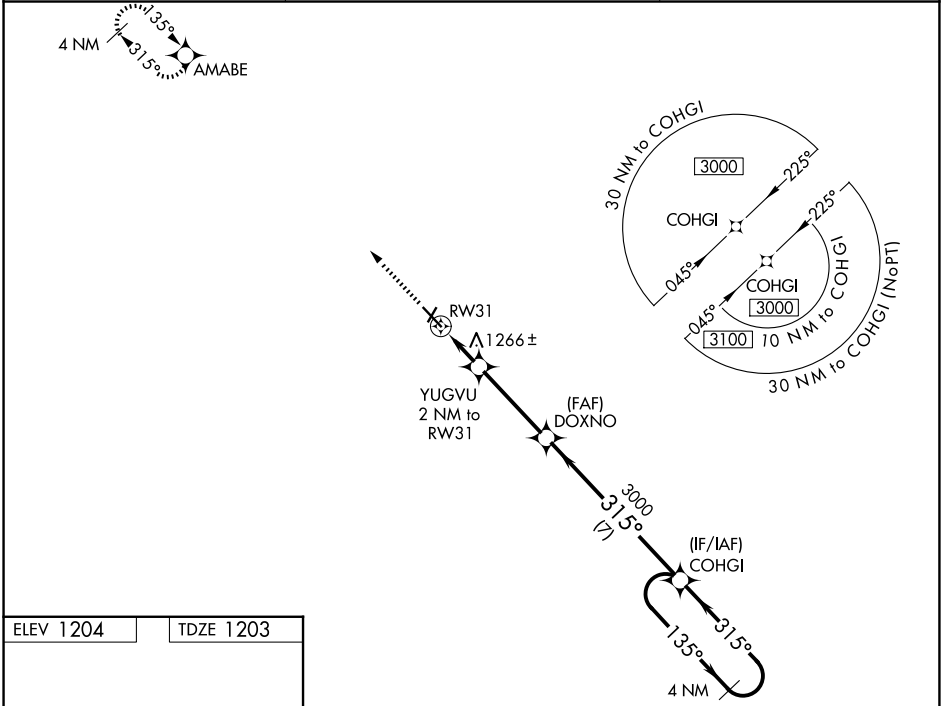 135°
4 NM
315°
AMABE
30 NM to COHGI
3000
225°
COHGI
045°
225°
COHGI
3000
045°
3100
10 NM to COHGI
30 NM to COHGI (NoPT)
RW31
1266±
YUGVU
2 NM to
RW31
(FAF)
DOXNO
3000
315°
(7)
(IF/IAF)
COHGI
315°
135°
4 NM
ELEV 1204
TDZE 1203